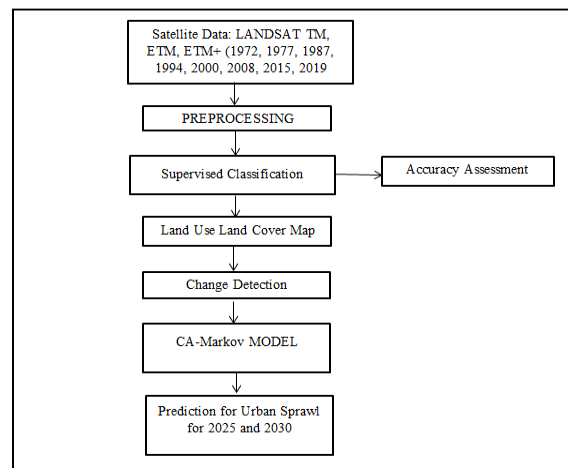 Satellite Data: LANDSAT TM,
ETM, ETM+ (1972, 1977, 1987,
1994, 2000, 2008, 2015, 2019
PREPROCESSING
Supervised Classification
Accuracy Assessment
Land Use Land Cover Map
Change Detection
CA-Markov MODEL
Prediction for Urban Sprawl
for 2025 and 2030